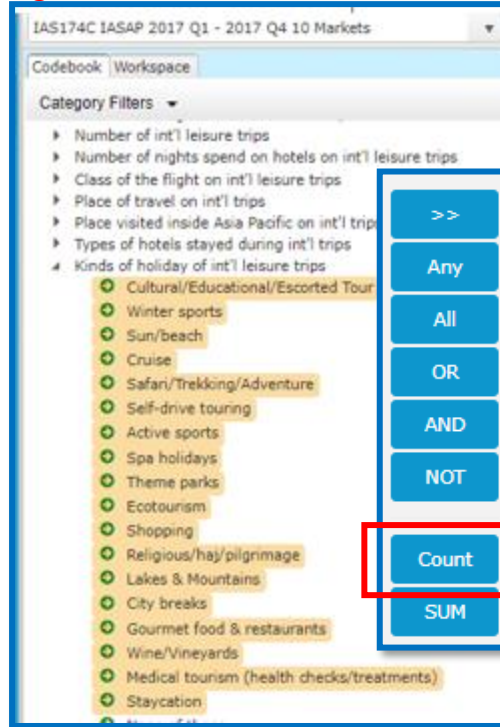 IAS174C IASAP 2017 Q1 - 2017 Q4 10 Markets
Codebook Workspace
Category Filters
Number of int'l leisure trips
Number of nights spend on hotels on int'l leisure trips
Class of the flight on int'l leisure trips
Place of travel on int'l trips
Place visited inside Asia Pacific on int'l trip
Types of hotels stayed during int'l trips
Kinds of holiday of int'l leisure trips
Cultural/Educational/Escorted Tour
Winter sports
Sun/beach
Cruise
Safari/Trekking/Adventure
Self-drive touring
Active sports
Spa holidays
Theme parks
Ecotourism
Shopping
Religious/haj/pilgrimage
Lakes & Mountains
City breaks
Gourmet food & restaurants
Wine/Vineyards
Medical tourism (health checks/treatments)
Staycation
>>
Any
All
OR
AND
NOT
Count
SUM